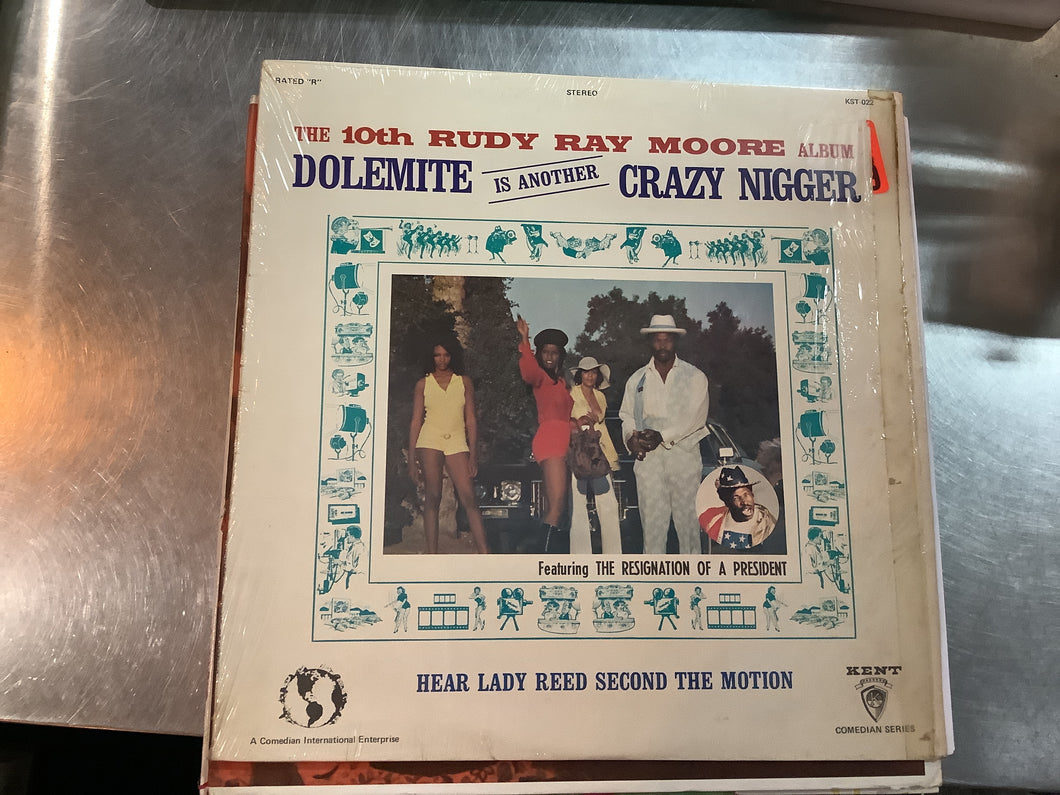 RATED "R"
STEREO
KST 022
THE 10th RUDY RAY MOORE ALBUM
DOLEMITE IS ANOTHER CRAZY NIGGER
Featuring THE RESIGNATION OF A PRESIDENT
HEAR LADY REED SECOND THE MOTION
KENT
COMEDIAN SERIES
A Comedian International Enterprise